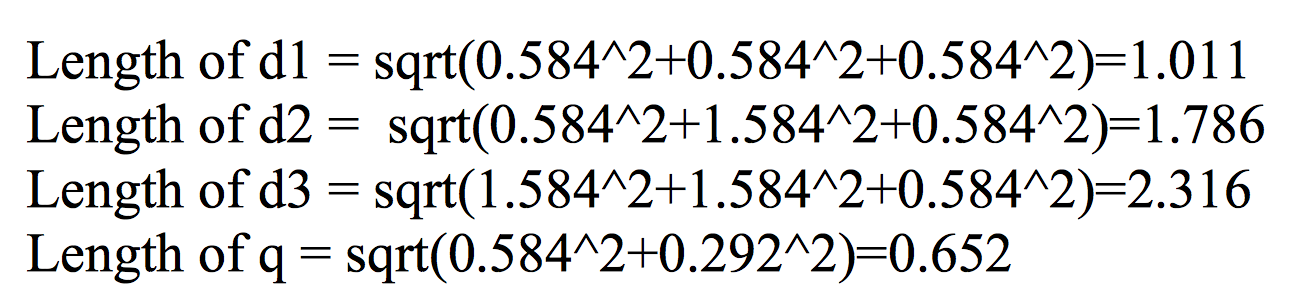 Length of d1 = sqrt(0.584^2+0.584^2+0.584^2)=1.011
Length of d2 =  sqrt(0.584^2+1.584^2+0.584^2)=1.786
Length of d3 = sqrt(1.584^2+1.584^2+0.584^2)=2.316
Length of q = sqrt(0.584^2+0.292^2)=0.652